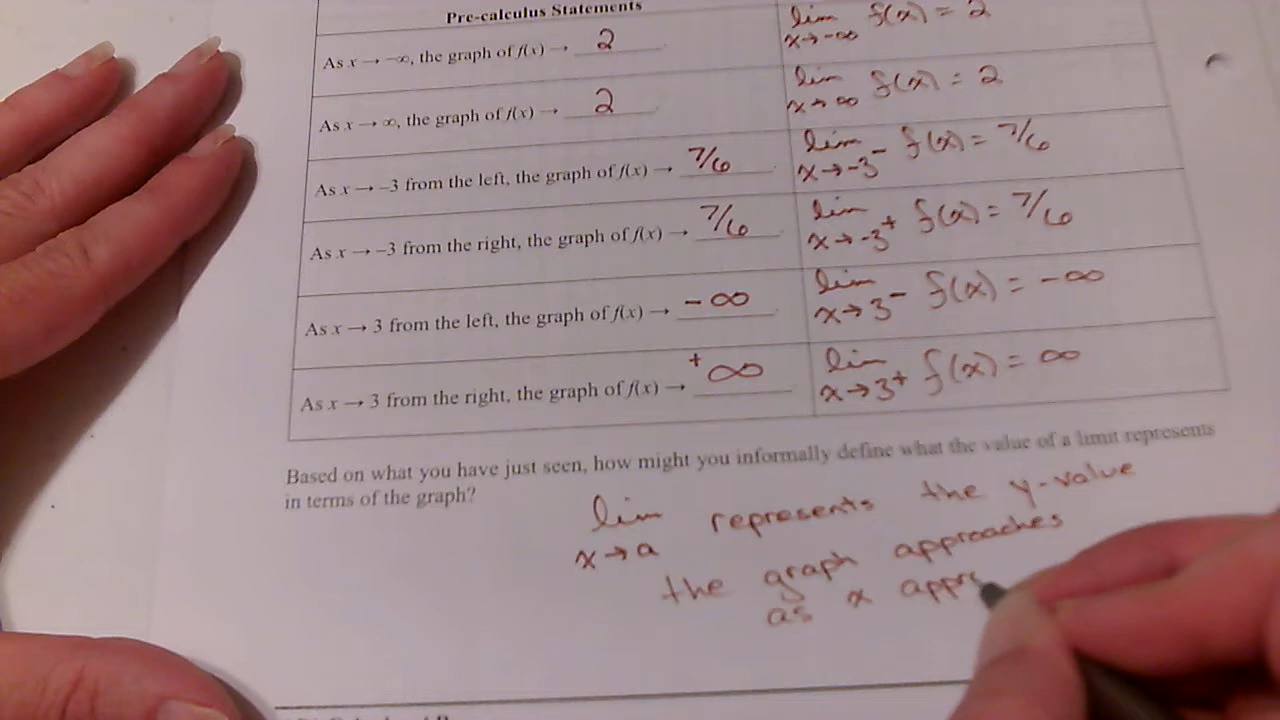 Pre-calculus Statements
As x → −∞, the graph of f(x) → 2
lim x→-∞ f(x) = 2
As x → ∞, the graph of f(x) → 2
lim x→∞ f(x) = 2
As x → −3 from the left, the graph of f(x) → 7/6
lim x→-3⁻ f(x) = 7/6
As x → −3 from the right, the graph of f(x) → 7/6
lim x→-3⁺ f(x) = 7/6
As x → 3 from the left, the graph of f(x) → -∞
lim x→3⁻ f(x) = -∞
As x → 3 from the right, the graph of f(x) → +∞
lim x→3⁺ f(x) = ∞
Based on what you have just seen, how might you informally define what the value of a limit represents
in terms of the graph?
lim x→a represents the y-value
the graph approaches
as x appr